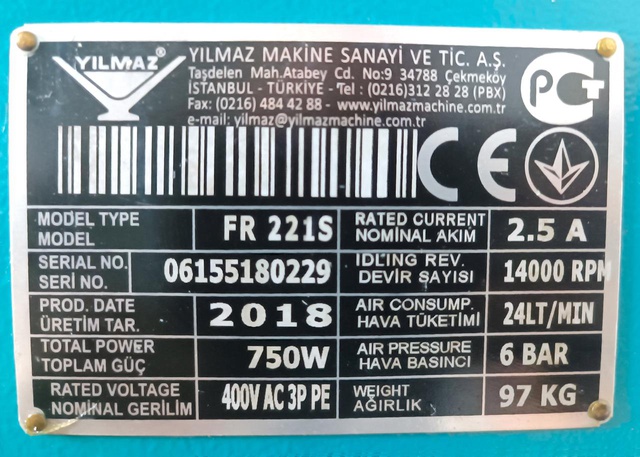 YILMAZ
YILMAZ MAKİNE SANAYİ VE TİC. A.Ş.
Taşdelen Mah.Atabey Cd. No:9 34788 Çekmeköy
İSTANBUL - TÜRKİYE - Tel : (0216)312 28 28 (PBX)
Fax: (0216) 484 42 88 - www.yilmazmachine.com.tr
e-mail: yilmaz@yilmazmachine.com.tr
PCT
CE
MODEL TYPE
MODEL
FR 221S
RATED CURRENT
NOMİNAL AKIM
2.5 A
SERIAL NO.
SERİ NO.
06155180229
IDLING REV.
DEVİR SAYISI
14000 RPM
PROD. DATE
ÜRETİM TAR.
2018
AIR CONSUMP.
HAVA TÜKETİMİ
24LT/MIN
TOTAL POWER
TOPLAM GÜÇ
750W
AIR PRESSURE
HAVA BASINCI
6 BAR
RATED VOLTAGE
NOMİNAL GERİLİM
400V AC 3P PE
WEIGHT
AĞIRLIK
97 KG